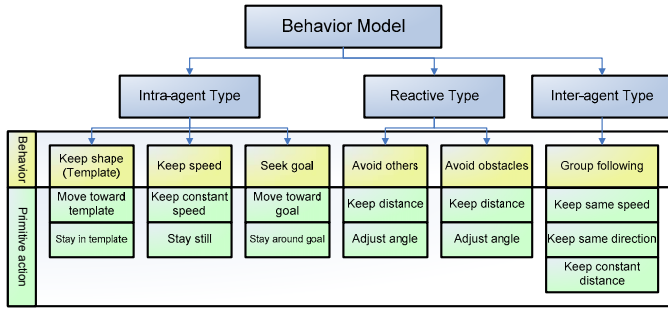 Behavior Model
Intra-agent Type
Reactive Type
Inter-agent Type
Behavior
Keep shape
(Template)
Keep speed
Seek goal
Avoid others
Avoid obstacles
Group following
Primitive action
Move toward
template
Keep constant
speed
Move toward
goal
Keep distance
Keep distance
Keep same speed
Stay in template
Stay still
Stay around goal
Adjust angle
Adjust angle
Keep same direction
Keep constant
distance